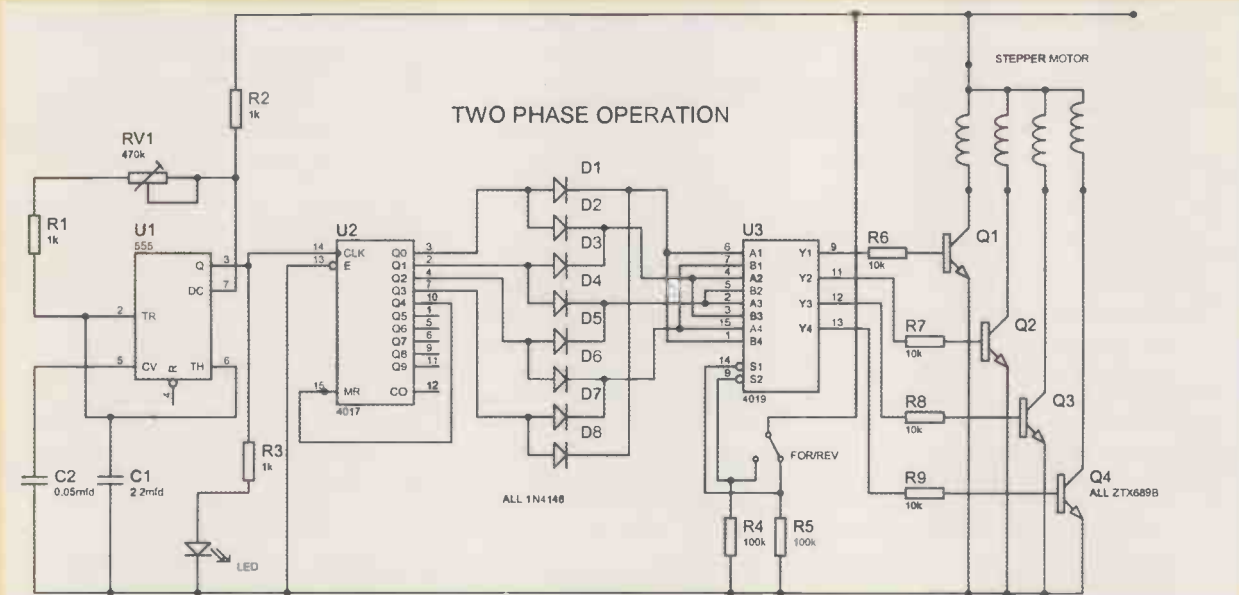 STEPPER MOTOR
TWO PHASE OPERATION
R2
1k
RV1
470k
R1
1k
U1
555
Q 3
DC 7
2 TR
5 CV
R
4
TH 6
C2
0.05mfd
C1
2.2mfd
R3
1k
LED
U2
14 CLK
13 E
Q0 3
Q1 2
Q2 4
Q3 7
Q4 10
Q5 1
Q6 5
Q7 6
Q8 9
Q9 11
15 MR
CO 12
4017
D1
D2
D3
D4
D5
D6
D7
D8
ALL 1N4148
U3
6 A1
7 B1
4 A2
5 B2
2 A3
3 B3
15 A4
1 B4
14 S1
9 S2
4019
Y1 9
Y2 11
Y3 12
Y4 13
FOR/REV
R4
100k
R5
100k
R6
10k
R7
10k
R8
10k
R9
10k
Q1
Q2
Q3
Q4
ALL ZTX689B